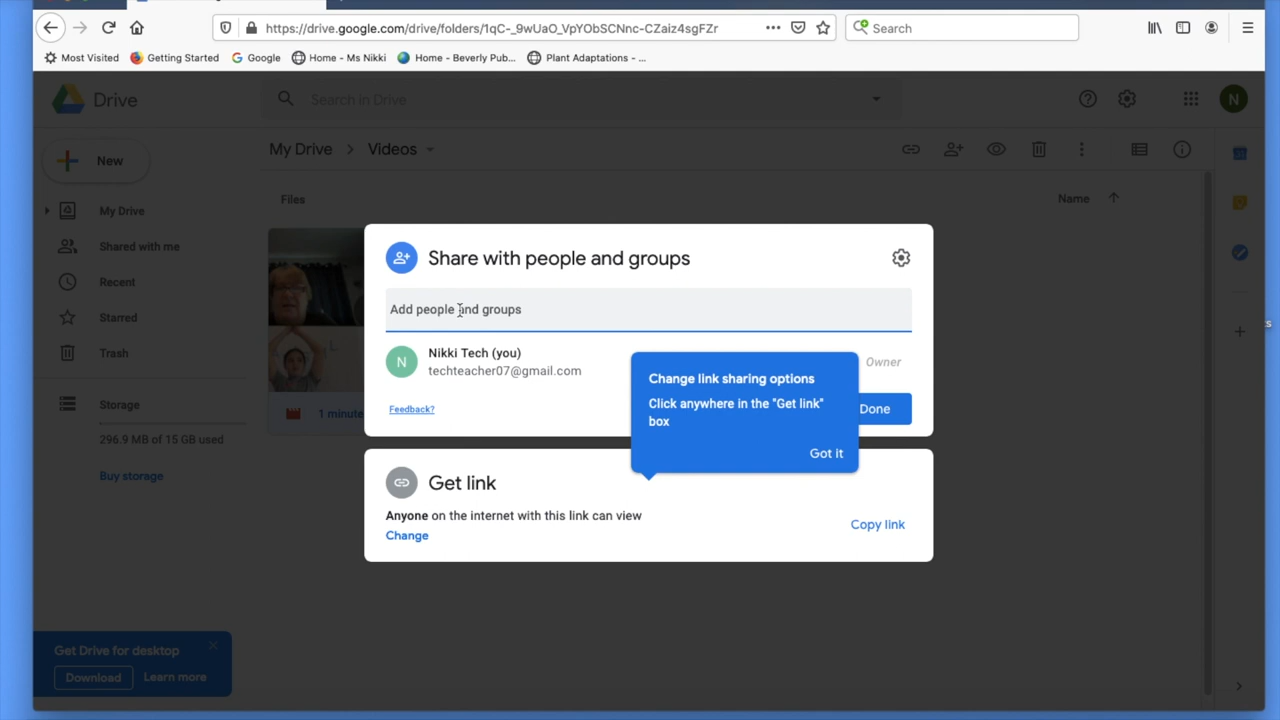 https://drive.google.com/drive/folders/1qC-_9wUaO_VpYObSCNnc-CZaiz4sgFZr
Search
Most Visited
Getting Started
Google
Home - Ms Nikki
Home - Beverly Pub...
Plant Adaptations - ...
Drive
Search in Drive
N
New
My Drive > Videos
My Drive
Shared with me
Recent
Starred
Trash
Storage
296.9 MB of 15 GB used
Buy storage
Files
Name
1 minute
Share with people and groups
Add people and groups
N
Nikki Tech (you)
techteacher07@gmail.com
Owner
Feedback?
Change link sharing options
Click anywhere in the "Get link"
box
Got it
Done
Get link
Anyone on the internet with this link can view
Change
Copy link
Get Drive for desktop
Download
Learn more